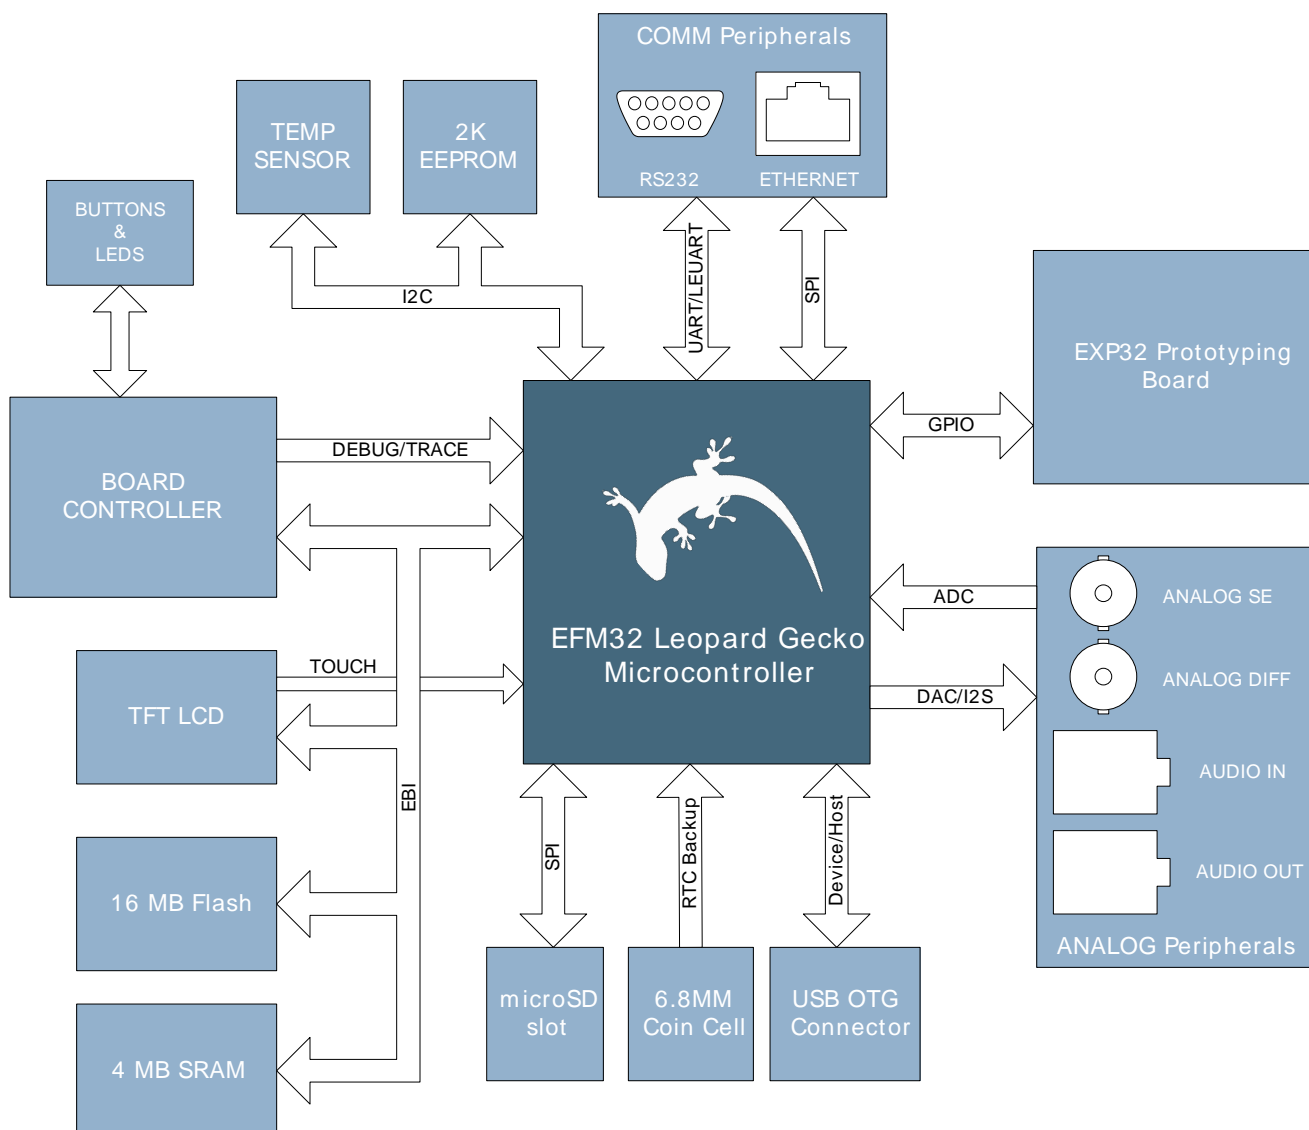 COMM Peripherals
RS232
ETHERNET
TEMP
SENSOR
2K
EEPROM
BUTTONS
&
LEDS
I2C
UART/LEUART
SPI
EXP32 Prototyping
Board
GPIO
BOARD
CONTROLLER
DEBUG/TRACE
EFM32 Leopard Gecko
Microcontroller
ADC
DAC/I2S
ANALOG SE
ANALOG DIFF
AUDIO IN
AUDIO OUT
ANALOG Peripherals
TOUCH
TFT LCD
EBI
16 MB Flash
4 MB SRAM
SPI
RTC Backup
Device/Host
microSD
slot
6.8MM
Coin Cell
USB OTG
Connector